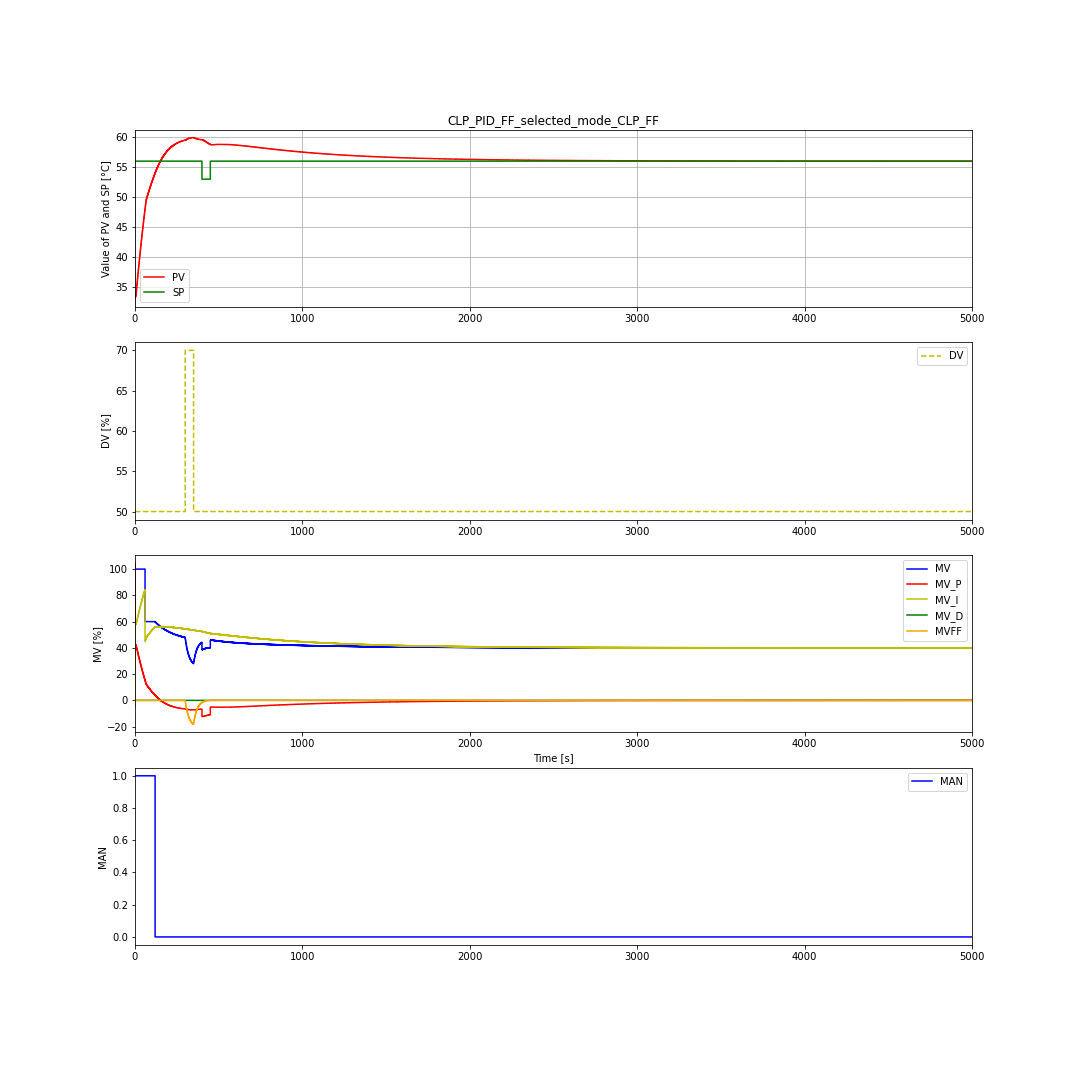 CLP_PID_FF_selected_mode_CLP_FF
Value of PV and SP [°C]
60
55
50
45
40
35
PV
SP
0 1000 2000 3000 4000 5000
DV [%]
70
65
60
55
50
DV
0 1000 2000 3000 4000 5000
MV [%]
100
80
60
40
20
0
−20
MV
MV_P
MV_I
MV_D
MVFF
0 1000 2000 3000 4000 5000
Time [s]
MAN
1.0
0.8
0.6
0.4
0.2
0.0
MAN
0 1000 2000 3000 4000 5000